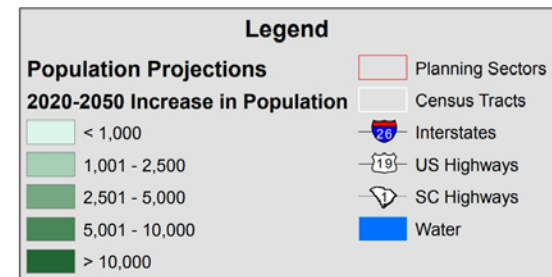 Legend
Population Projections
2020-2050 Increase in Population
< 1,000
1,001 - 2,500
2,501 - 5,000
5,001 - 10,000
> 10,000
Planning Sectors
Census Tracts
26 Interstates
19 US Highways
1 SC Highways
Water